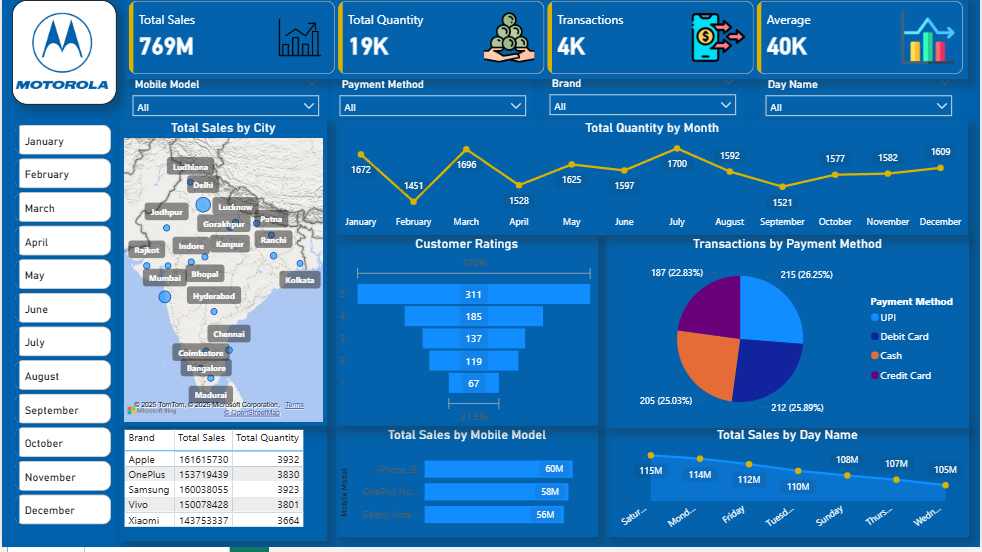 MOTOROLA
Total Sales
769M
Total Quantity
19K
Transactions
4K
Average
40K
Mobile Model
All
Payment Method
All
Brand
All
Day Name
All
January
February
March
April
May
June
July
August
September
October
November
December
Total Sales by City
Ludhiana
Delhi
Jodhpur
Lucknow
Gorakhpur
Patna
Rajkot
Indore
Kanpur
Ranchi
Mumbai
Bhopal
Kolkata
Hyderabad
Chennai
Coimbatore
Bangalore
Madurai
© 2025 TomTom, © 2025 Microsoft Corporation, Terms
Microsoft Bing
© OpenStreetMap
Total Quantity by Month
1672
1451
1696
1528
1625
1597
1700
1592
1521
1577
1582
1609
January February March April May June July August September October November December
Customer Ratings
100%
5 311
4 185
3 137
2 119
1 67
21.5%
Transactions by Payment Method
187 (22.83%)
215 (26.25%)
205 (25.03%)
212 (25.89%)
Payment Method
UPI
Debit Card
Cash
Credit Card
Brand Total Sales Total Quantity
Apple 161615730 3932
OnePlus 153719439 3830
Samsung 160038055 3923
Vivo 150078428 3801
Xiaomi 143753337 3664
Total Sales by Mobile Model
Mobile Model
iPhone SE 60M
OnePlus No... 58M
Galaxy Note... 56M
Total Sales by Day Name
115M
114M
112M
110M
108M
107M
105M
Satur... Mond... Friday Tuesd... Sunday Thurs... Wedn...